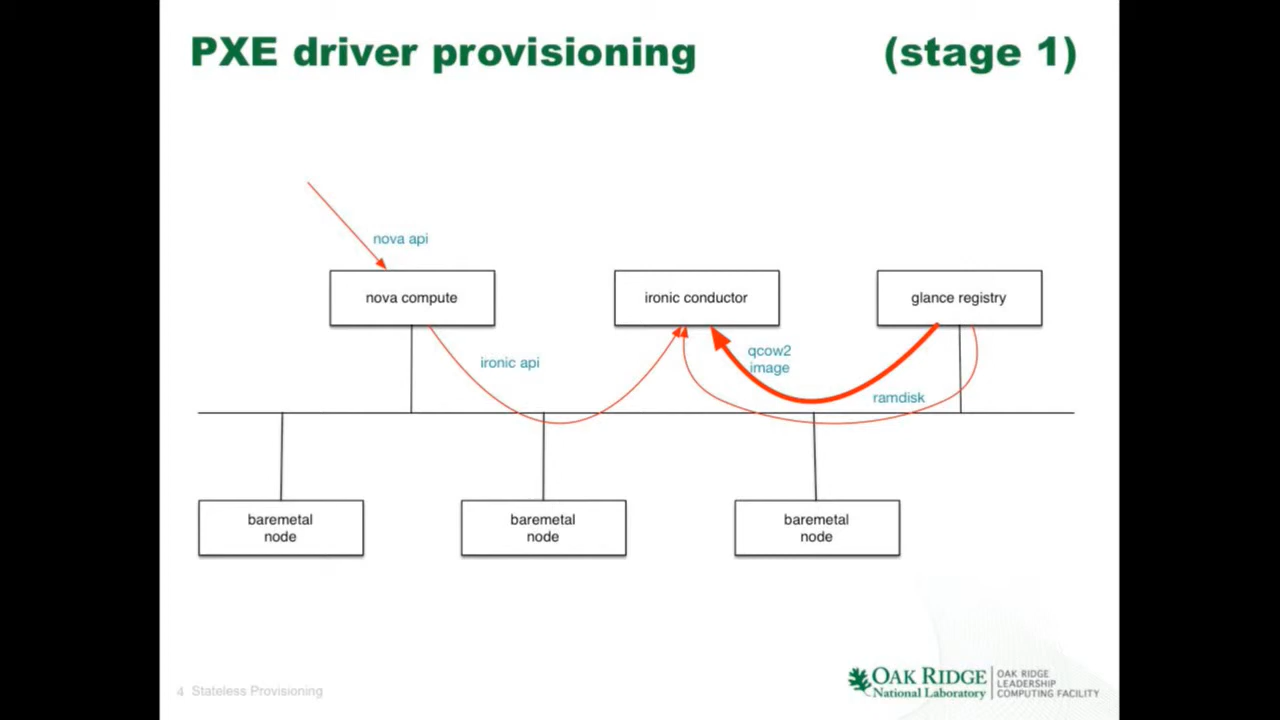 PXE driver provisioning (stage 1)
nova api
nova compute
ironic conductor
glance registry
ironic api
qcow2
image
ramdisk
baremetal
node
baremetal
node
baremetal
node
4 Stateless Provisioning
OAK RIDGE
National Laboratory
OAK RIDGE
LEADERSHIP
COMPUTING FACILITY